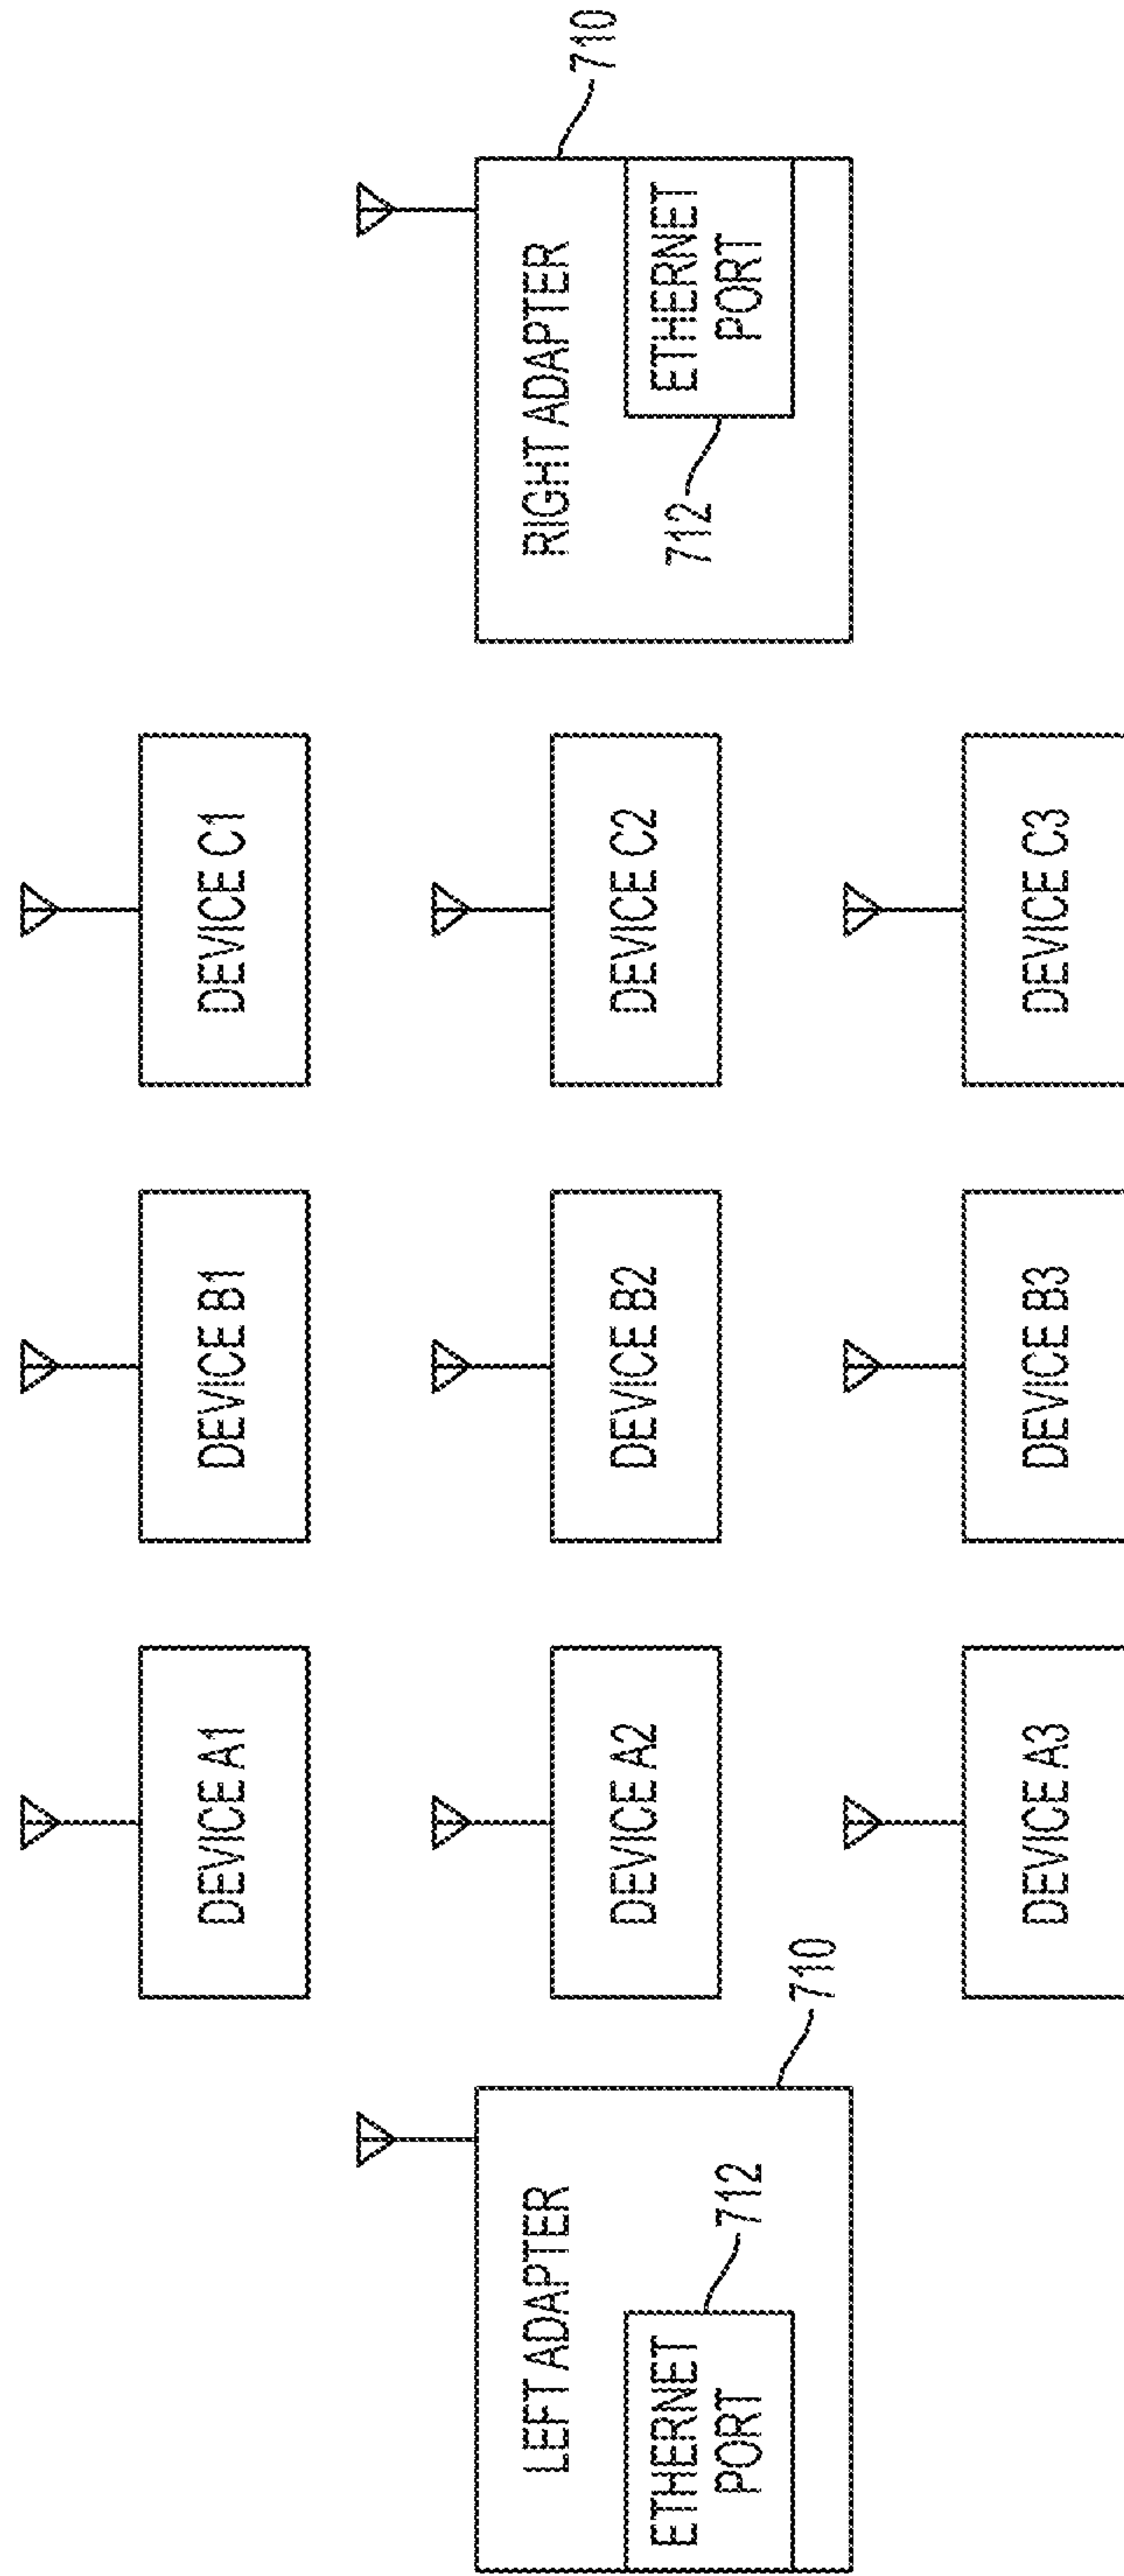 DEVICE A1
DEVICE B1
DEVICE C1
LEFT ADAPTER
710
ETHERNET
PORT
712
DEVICE A2
DEVICE B2
DEVICE C2
RIGHT ADAPTER
710
712
ETHERNET
PORT
DEVICE A3
DEVICE B3
DEVICE C3